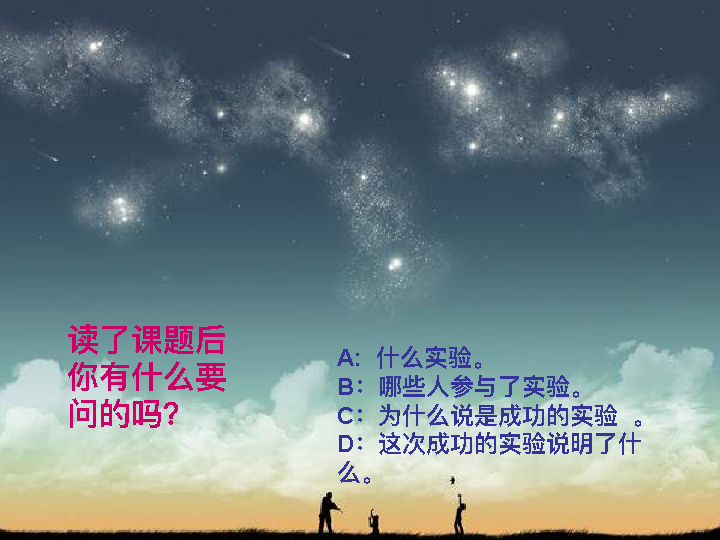 读了课题后
你有什么要
问的吗？
A:  什么实验。
B：哪些人参与了实验。
C：为什么说是成功的实验  。
D：这次成功的实验说明了什
么。